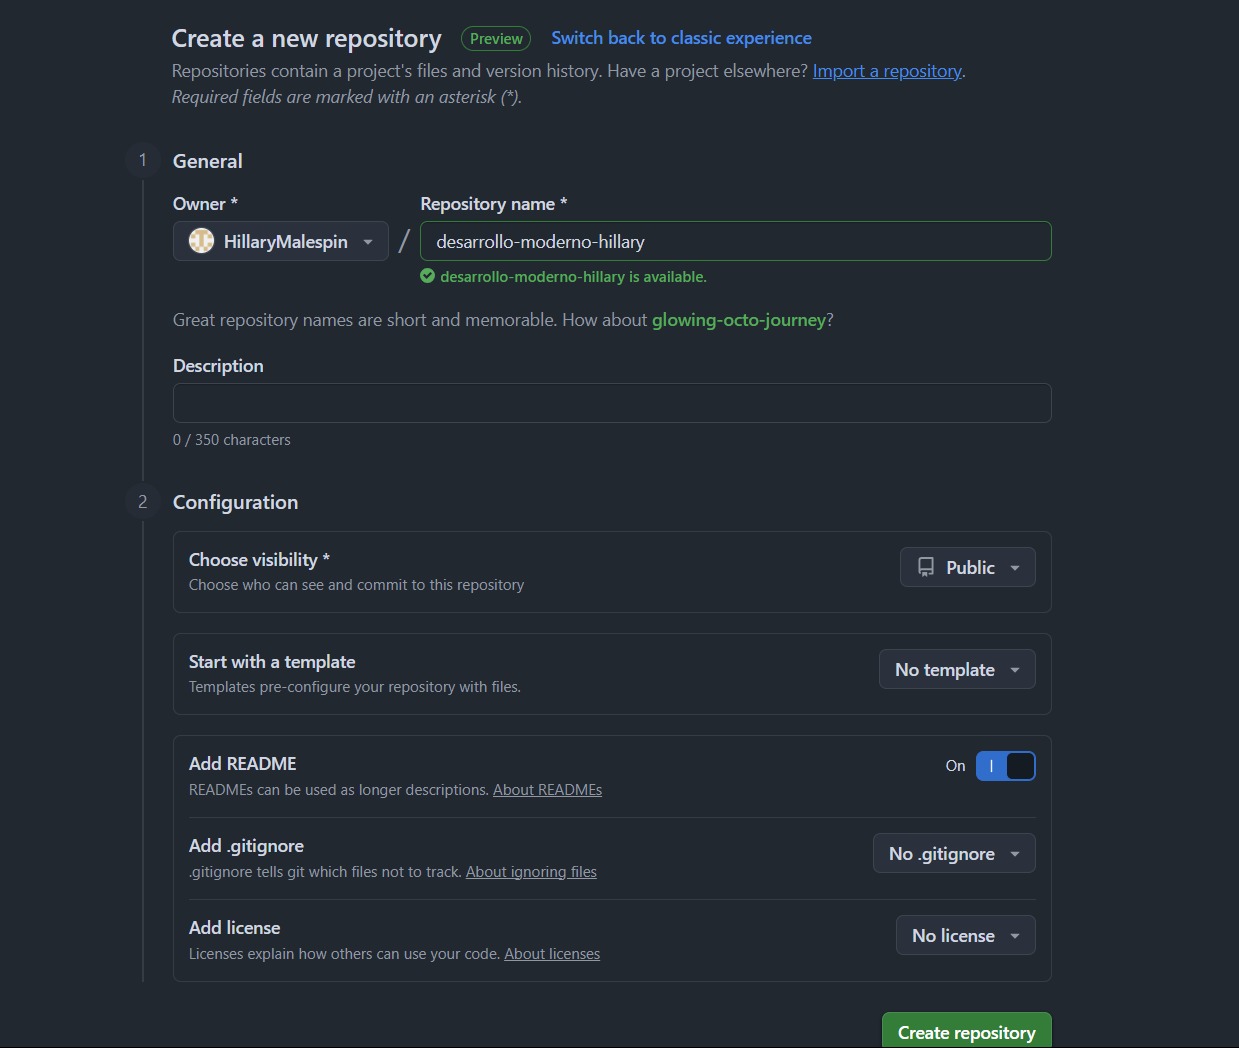 Create a new repository Preview Switch back to classic experience
Repositories contain a project's files and version history. Have a project elsewhere? Import a repository.
Required fields are marked with an asterisk (*).
1 General
Owner * Repository name *
HillaryMalespin / desarrollo-moderno-hillary
desarrollo-moderno-hillary is available.
Great repository names are short and memorable. How about glowing-octo-journey?
Description
0 / 350 characters
2 Configuration
Choose visibility * Public
Choose who can see and commit to this repository
Start with a template No template
Templates pre-configure your repository with files.
Add README On
READMEs can be used as longer descriptions. About READMEs
Add .gitignore No .gitignore
.gitignore tells git which files not to track. About ignoring files
Add license No license
Licenses explain how others can use your code. About licenses
Create repository